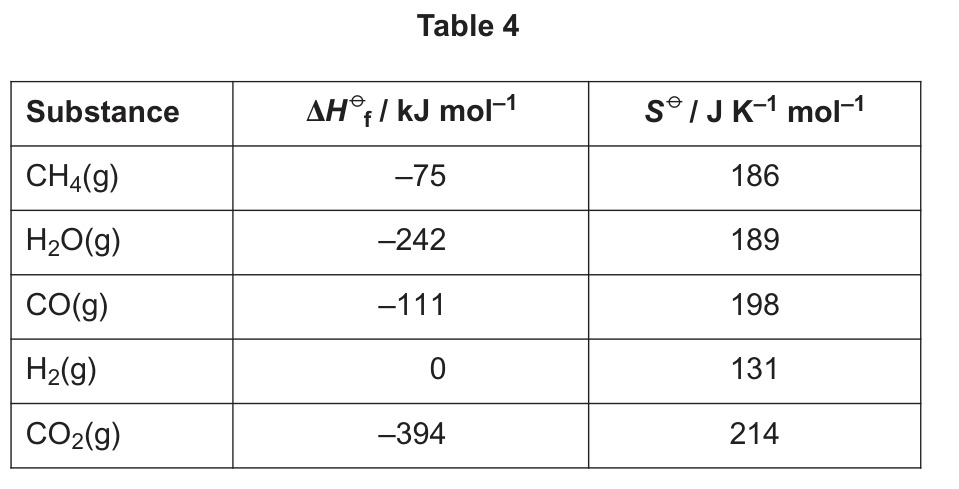 Table 4
Substance ΔH⦵f / kJ mol–1 S⦵ / J K–1 mol–1
CH4(g) –75 186
H2O(g) –242 189
CO(g) –111 198
H2(g) 0 131
CO2(g) –394 214